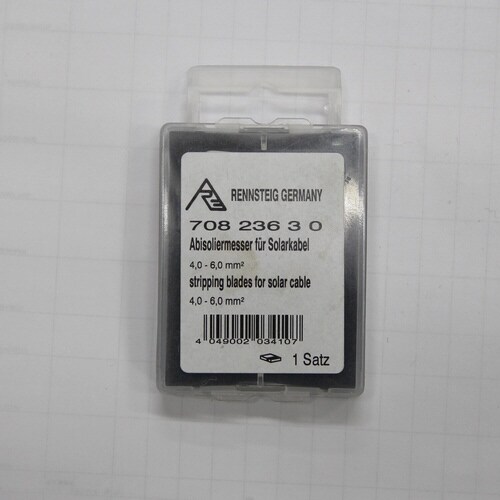 RENNSTEIG GERMANY
708 236 3 0
Abisoliermesser für Solarkabel
4,0 - 6,0 mm²
stripping blades for solar cable
4,0 - 6,0 mm²
4 049002 034107
1 Satz